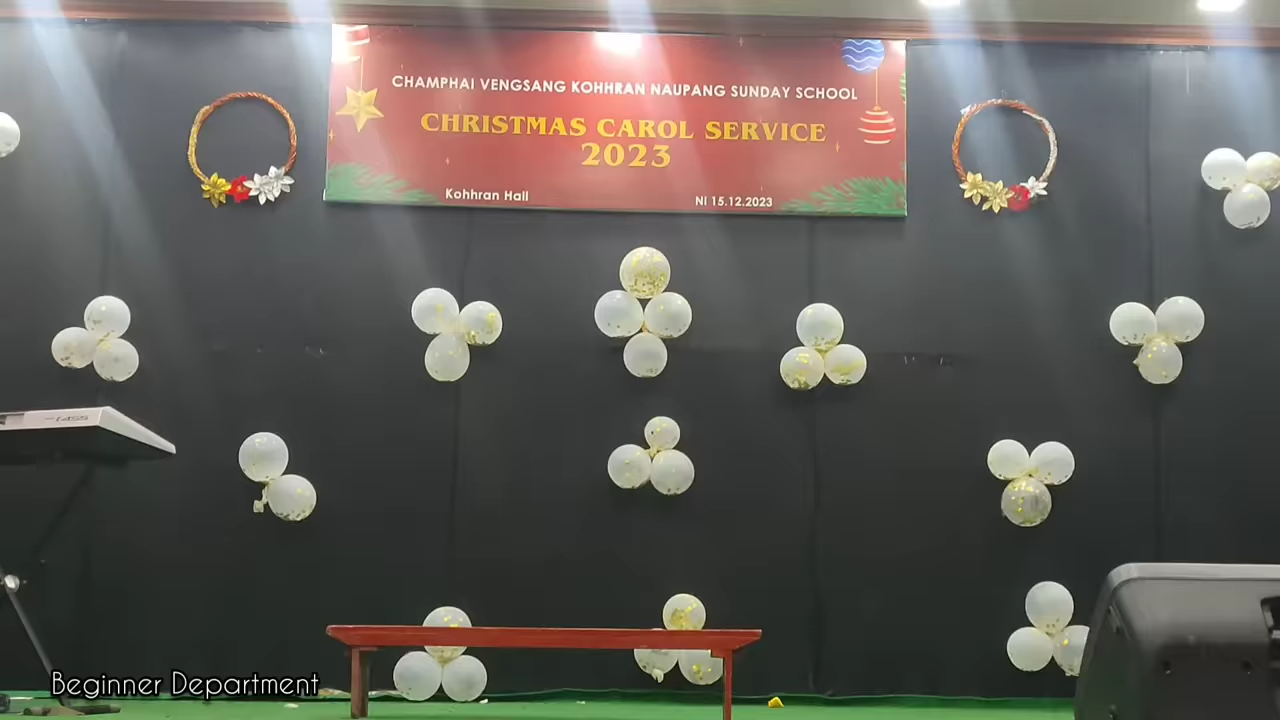 CHAMPHAI VENGSANG KOHHRAN NAUPANG SUNDAY SCHOOL
CHRISTMAS CAROL SERVICE
2023
Kohhran Hall
Ni 15.12.2023
Beginner Department